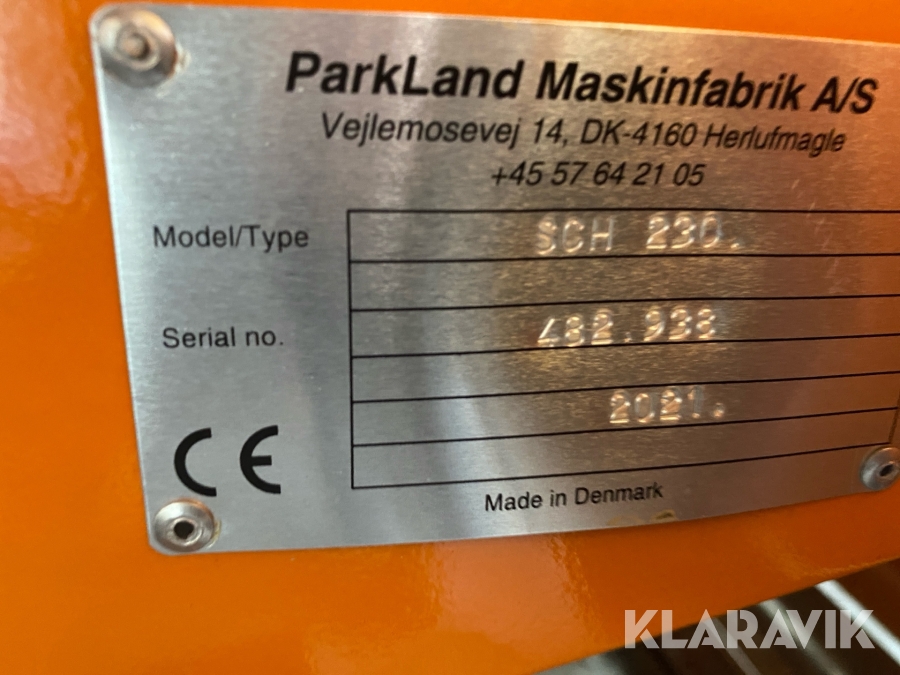 ParkLand Maskinfabrik A/S
Vejlemosevej 14, DK-4160 Herlufmagle
+45 57 64 21 05
Model/Type SCH 230.
Serial no. 482.938
2021.
CE
Made in Denmark
KLARAVIK